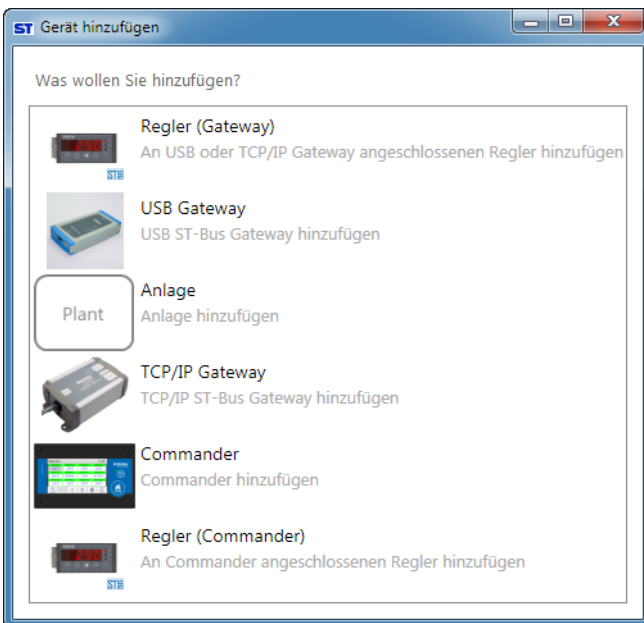 ST Gerät hinzufügen
Was wollen Sie hinzufügen?
Regler (Gateway)
An USB oder TCP/IP Gateway angeschlossenen Regler hinzufügen
ST
USB Gateway
USB ST-Bus Gateway hinzufügen
Plant
Anlage
Anlage hinzufügen
TCP/IP Gateway
TCP/IP ST-Bus Gateway hinzufügen
Commander
Commander hinzufügen
Regler (Commander)
An Commander angeschlossenen Regler hinzufügen
ST